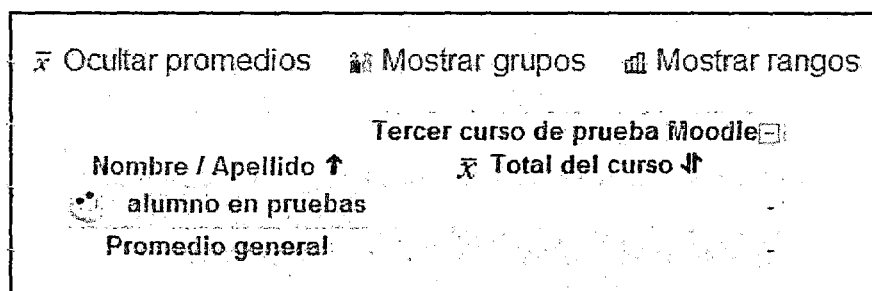 x̄ Ocultar promedios Mostrar grupos Mostrar rangos
Tercer curso de prueba Moodle
Nombre / Apellido ↑ x̄ Total del curso ↓↑
alumno en pruebas -
Promedio general -